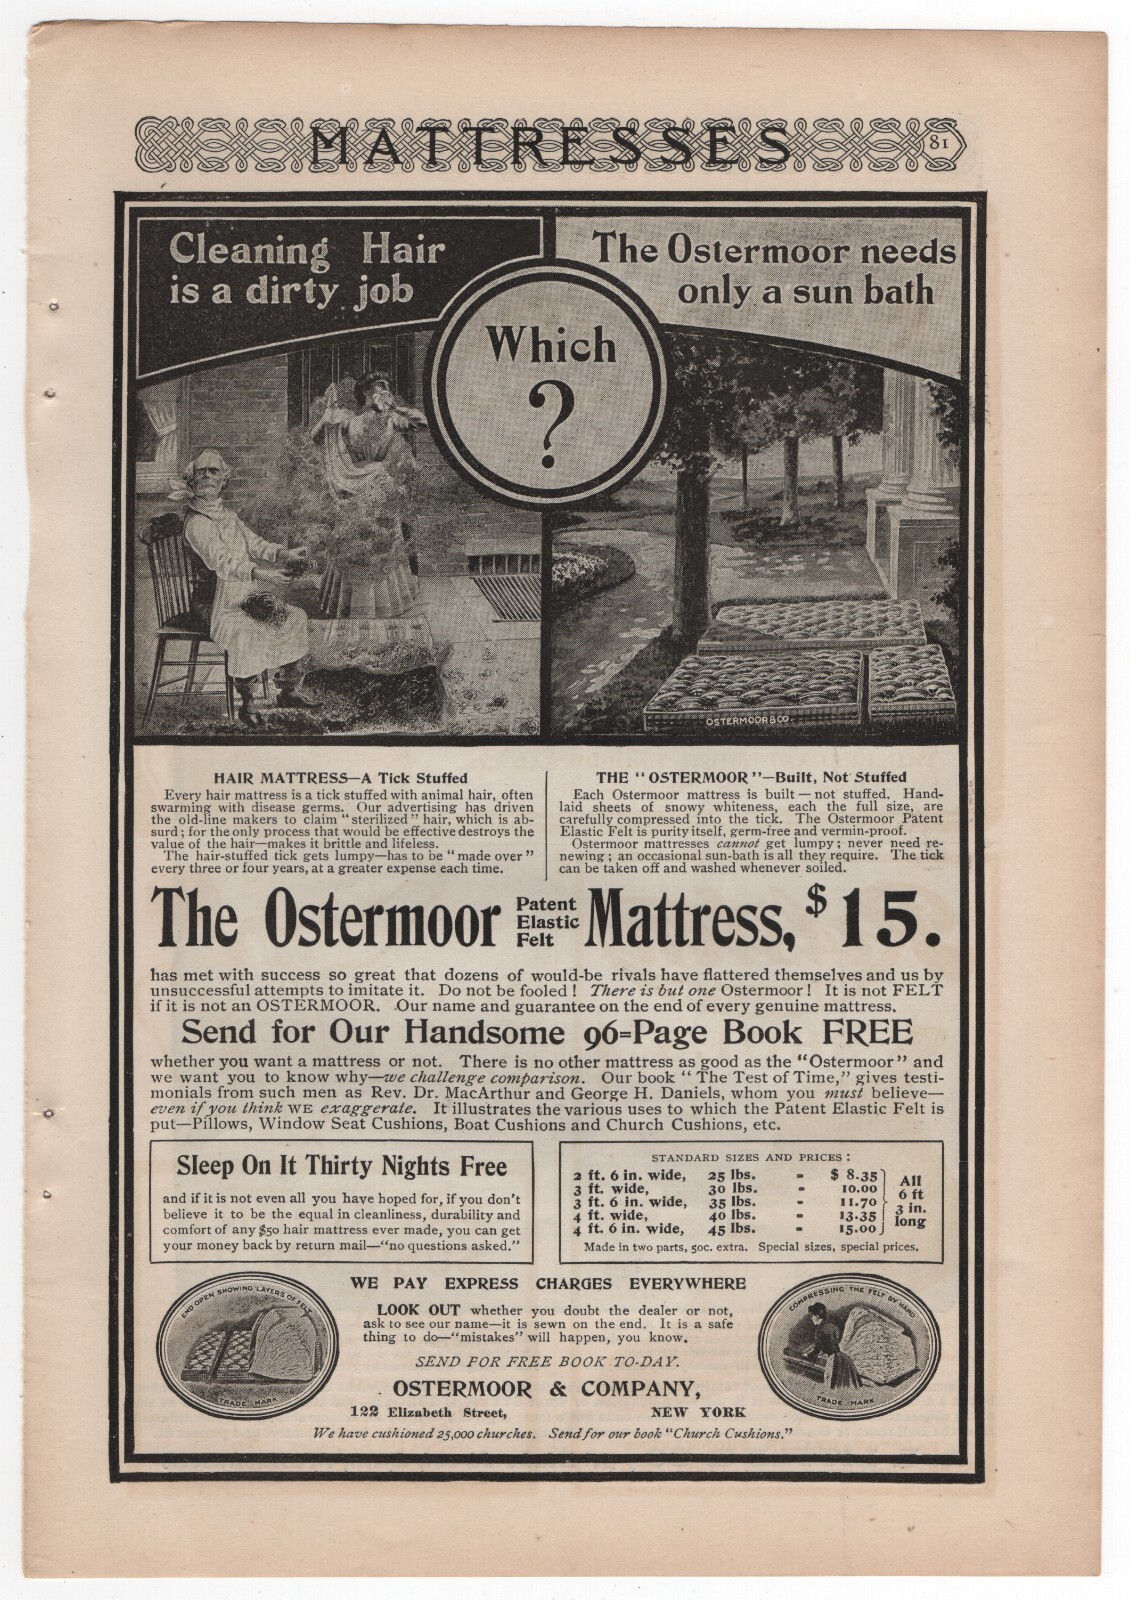 MATTRESSES
81
Cleaning Hair
is a dirty job
The Ostermoor needs
only a sun bath
Which
?
OSTERMOOR & CO
HAIR MATTRESS—A Tick Stuffed
Every hair mattress is a tick stuffed with animal hair, often
swarming with disease germs. Our advertising has driven
the old-line makers to claim "sterilized" hair, which is ab-
surd; for the only process that would be effective destroys the
value of the hair—makes it brittle and lifeless.
The hair-stuffed tick gets lumpy—has to be "made over"
every three or four years, at a greater expense each time.
THE "OSTERMOOR"—Built, Not Stuffed
Each Ostermoor mattress is built—not stuffed. Hand-
laid sheets of snowy whiteness, each the full size, are
carefully compressed into the tick. The Ostermoor Patent
Elastic Felt is purity itself, germ-free and vermin-proof.
Ostermoor mattresses cannot get lumpy; never need re-
newing; an occasional sun-bath is all they require. The tick
can be taken off and washed whenever soiled.
The Ostermoor Patent Elastic Felt Mattress, $15.
has met with success so great that dozens of would-be rivals have flattered themselves and us by
unsuccessful attempts to imitate it. Do not be fooled! There is but one Ostermoor! It is not FELT
if it is not an OSTERMOOR. Our name and guarantee on the end of every genuine mattress.
Send for Our Handsome 96=Page Book FREE
whether you want a mattress or not. There is no other mattress as good as the "Ostermoor" and
we want you to know why—we challenge comparison. Our book "The Test of Time," gives testi-
monials from such men as Rev. Dr. MacArthur and George H. Daniels, whom you must believe—
even if you think WE exaggerate. It illustrates the various uses to which the Patent Elastic Felt is
put—Pillows, Window Seat Cushions, Boat Cushions and Church Cushions, etc.
Sleep On It Thirty Nights Free
and if it is not even all you have hoped for, if you don't
believe it to be the equal in cleanliness, durability and
comfort of any $50 hair mattress ever made, you can get
your money back by return mail—"no questions asked."
STANDARD SIZES AND PRICES:
2 ft. 6 in. wide, 25 lbs. - $ 8.35
3 ft. wide, 30 lbs. - 10.00
3 ft. 6 in. wide, 35 lbs. - 11.70
4 ft. wide, 40 lbs. - 13.35
4 ft. 6 in. wide, 45 lbs. - 15.00
All
6 ft
3 in.
long
Made in two parts, 50c. extra. Special sizes, special prices.
END OPEN SHOWING LAYERS OF FELT
TRADE MARK
WE PAY EXPRESS CHARGES EVERYWHERE
LOOK OUT whether you doubt the dealer or not,
ask to see our name—it is sewn on the end. It is a safe
thing to do—"mistakes" will happen, you know.
SEND FOR FREE BOOK TO-DAY.
OSTERMOOR & COMPANY,
122 Elizabeth Street, NEW YORK
We have cushioned 25,000 churches. Send for our book "Church Cushions."
COMPRESSING THE FELT BY HAND
TRADE MARK